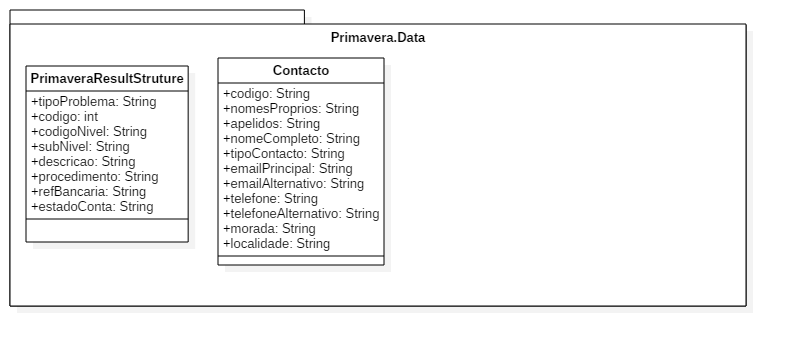 Primavera.Data
PrimaveraResultStruture
+tipoProblema: String
+codigo: int
+codigoNivel: String
+subNivel: String
+descricao: String
+procedimento: String
+refBancaria: String
+estadoConta: String
Contacto
+codigo: String
+nomesProprios: String
+apelidos: String
+nomeCompleto: String
+tipoContacto: String
+emailPrincipal: String
+emailAlternativo: String
+telefone: String
+telefoneAlternativo: String
+morada: String
+localidade: String